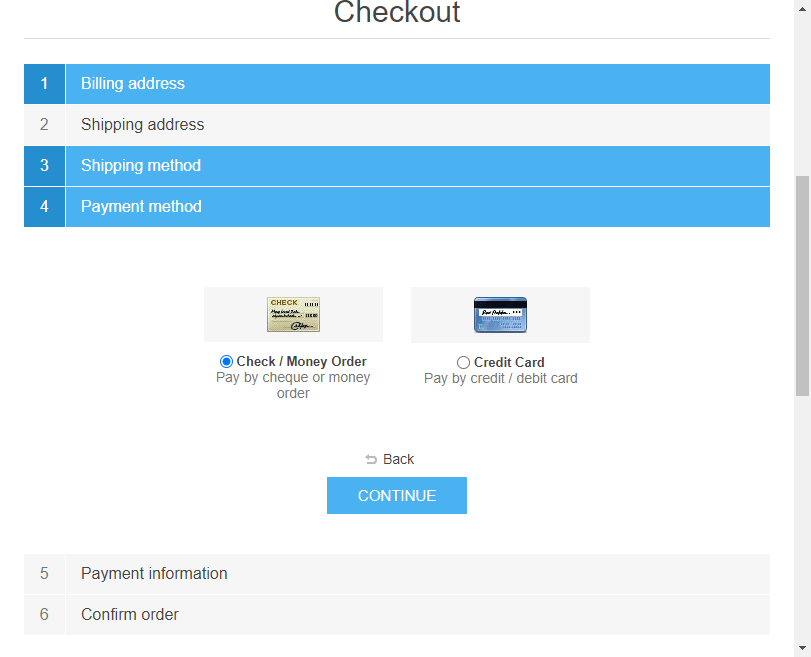 Checkout
1 Billing address
2 Shipping address
3 Shipping method
4 Payment method
CHECK
Check / Money Order
Pay by cheque or money
order
Credit Card
Pay by credit / debit card
Back
CONTINUE
5 Payment information
6 Confirm order